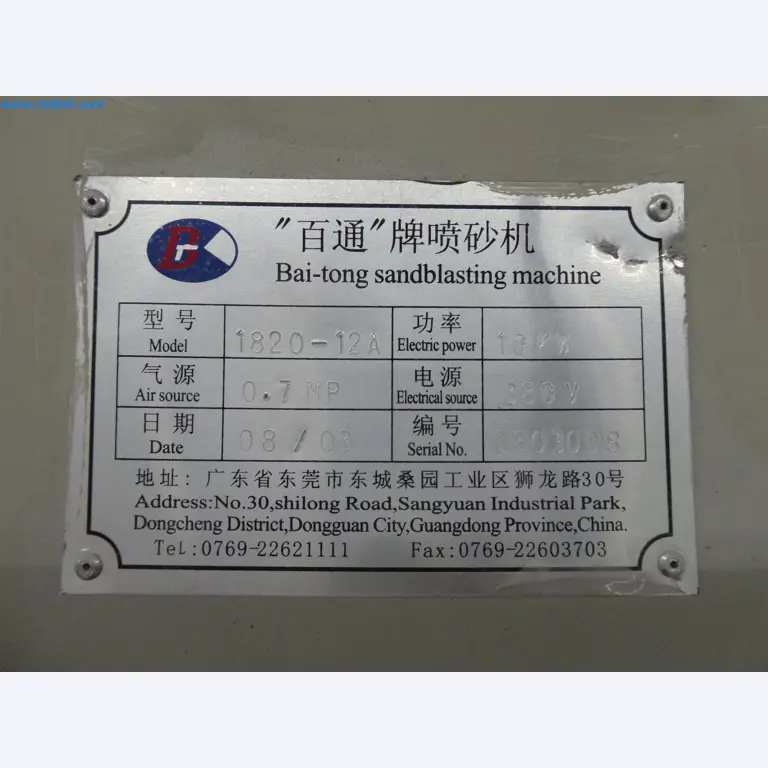 "百通"牌喷砂机
Bai-tong sandblasting machine
型号 Model 1820-12A 功率 Electric power 10KW
气源 Air source 0.7MP 电源 Electrical source 380V
日期 Date 08/03 编号 Serial No.
地址: 广东省东莞市东城桑园工业区狮龙路30号
Address:No.30,shilong Road,Sangyuan Industrial Park,
Dongcheng District,Dongguan City,Guangdong Province,China.
Tel:0769-22621111 Fax:0769-22603703